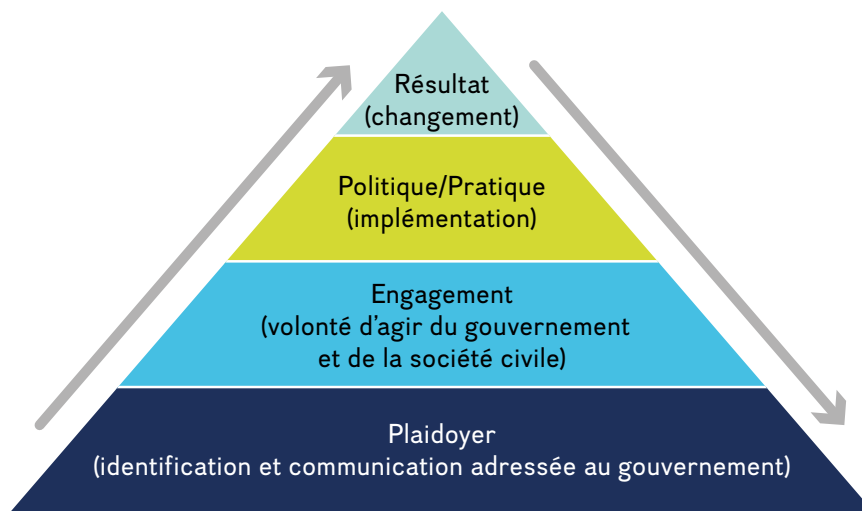 Résultat
(changement)
Politique/Pratique
(implémentation)
Engagement
(volonté d'agir du gouvernement
et de la société civile)
Plaidoyer
(identification et communication adressée au gouvernement)